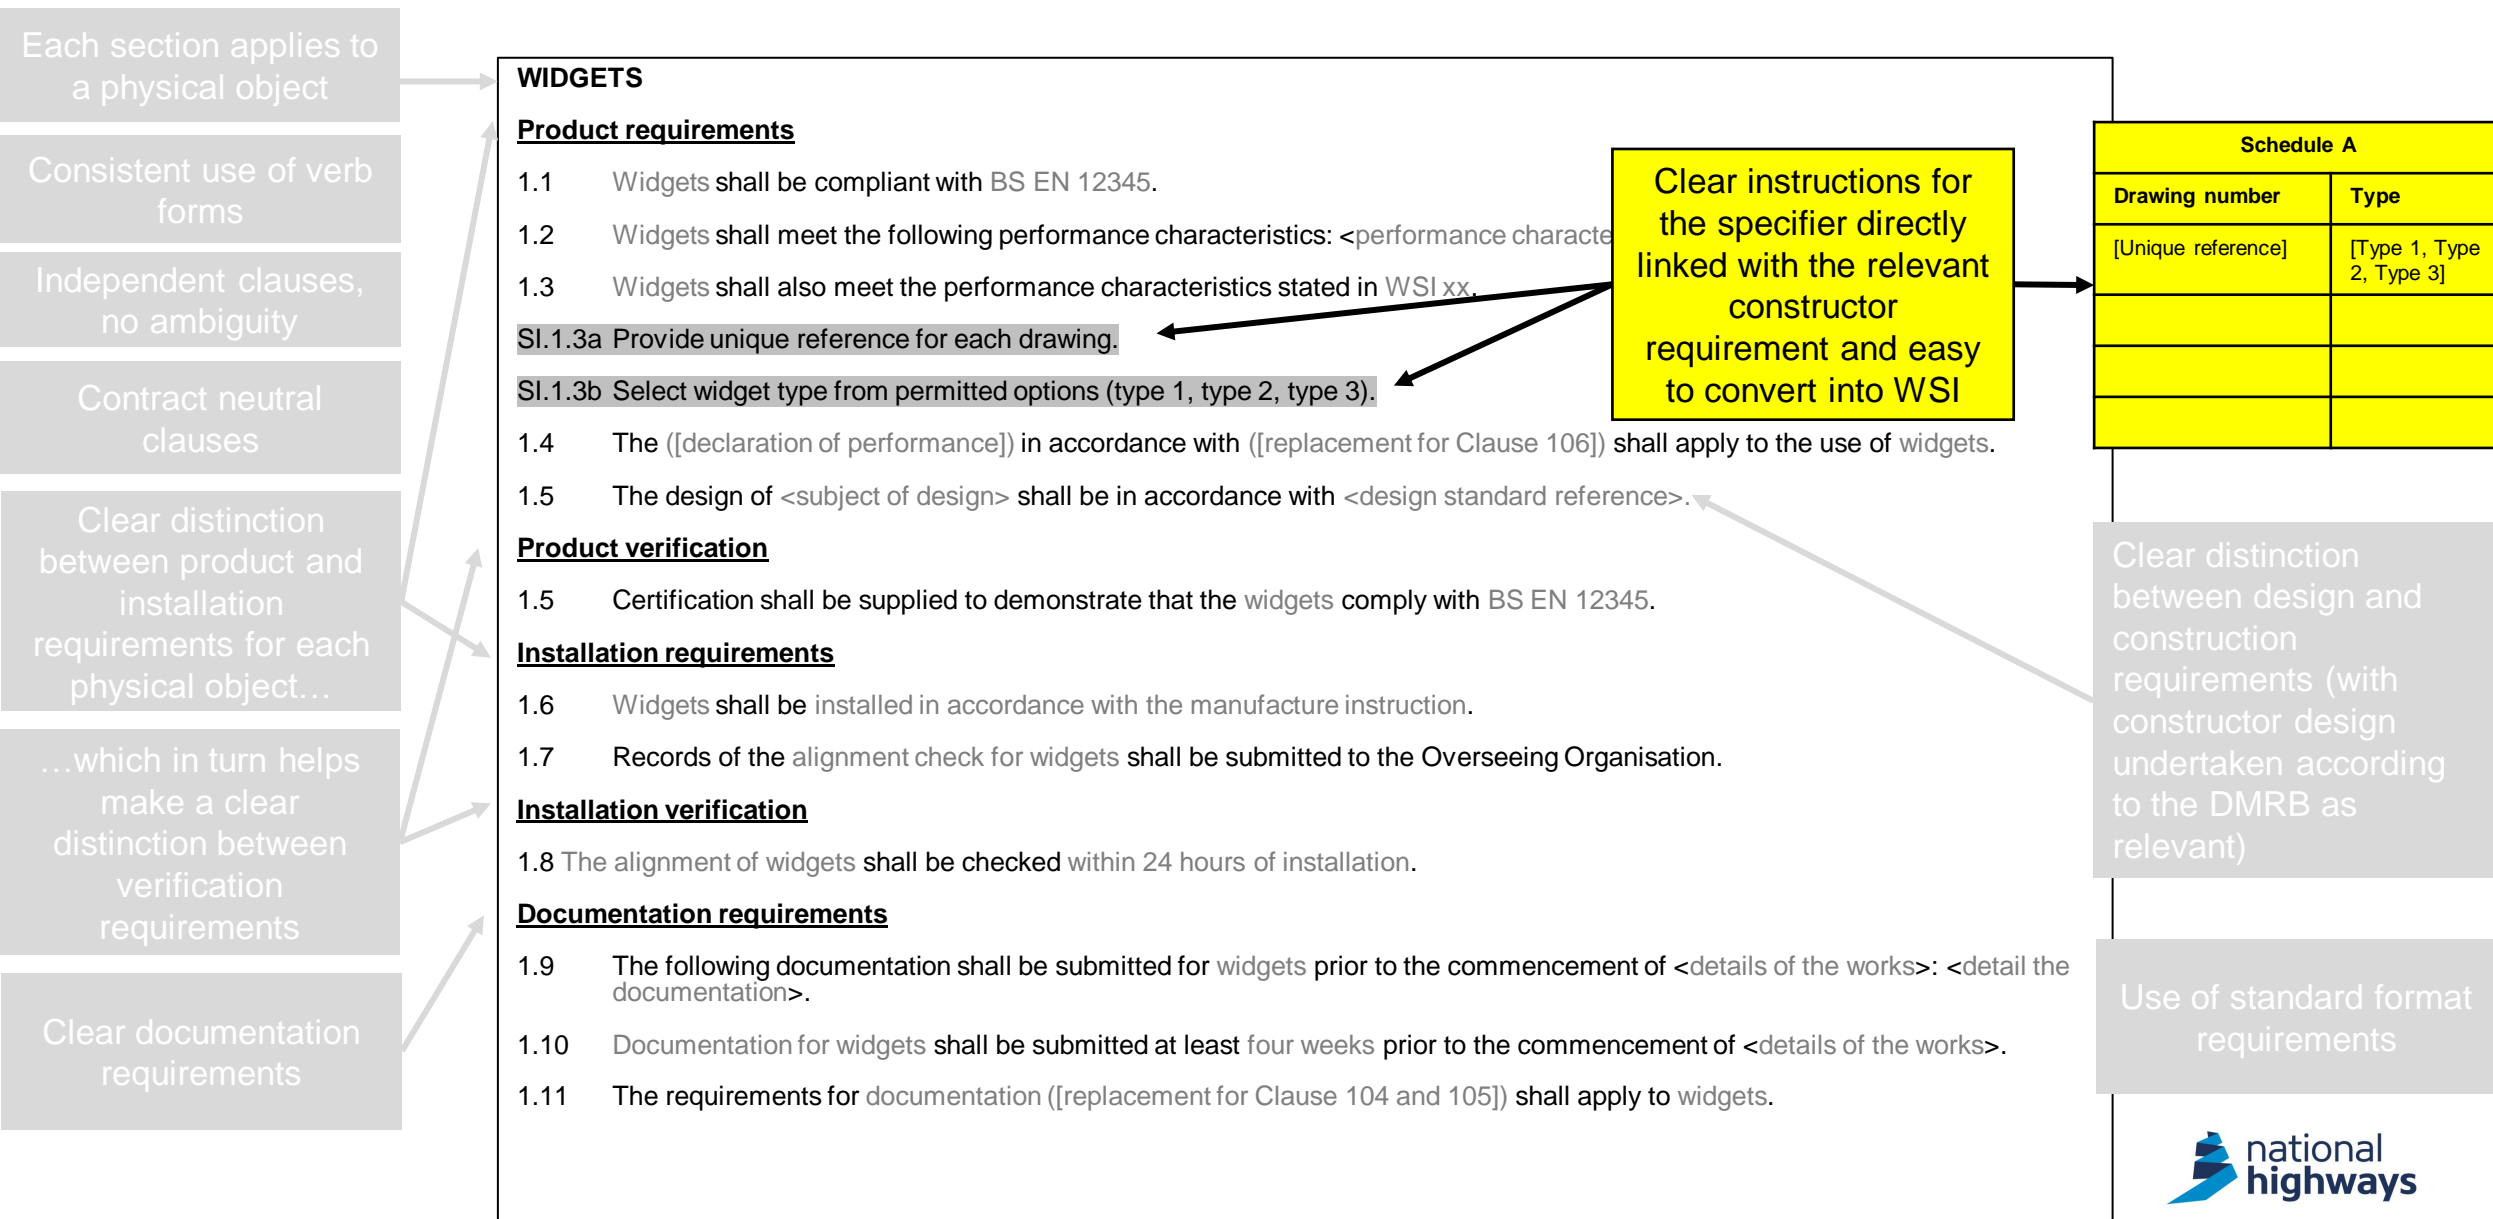 Each section applies to
a physical object
Consistent use of verb
forms
Independent clauses,
no ambiguity
Contract neutral
clauses
Clear distinction
between product and
installation
requirements for each
physical object…
…which in turn helps
make a clear
distinction between
verification
requirements
Clear documentation
requirements
WIDGETS
Product requirements
1.1 Widgets shall be compliant with BS EN 12345.
1.2 Widgets shall meet the following performance characteristics: <performance characte
1.3 Widgets shall also meet the performance characteristics stated in WSI xx.
SI.1.3a Provide unique reference for each drawing.
SI.1.3b Select widget type from permitted options (type 1, type 2, type 3).
1.4 The ([declaration of performance]) in accordance with ([replacement for Clause 106]) shall apply to the use of widgets.
1.5 The design of <subject of design> shall be in accordance with <design standard reference>.
Product verification
1.5 Certification shall be supplied to demonstrate that the widgets comply with BS EN 12345.
Installation requirements
1.6 Widgets shall be installed in accordance with the manufacture instruction.
1.7 Records of the alignment check for widgets shall be submitted to the Overseeing Organisation.
Installation verification
1.8 The alignment of widgets shall be checked within 24 hours of installation.
Documentation requirements
1.9 The following documentation shall be submitted for widgets prior to the commencement of <details of the works>: <detail the
documentation>.
1.10 Documentation for widgets shall be submitted at least four weeks prior to the commencement of <details of the works>.
1.11 The requirements for documentation ([replacement for Clause 104 and 105]) shall apply to widgets.
Clear instructions for
the specifier directly
linked with the relevant
constructor
requirement and easy
to convert into WSI
Schedule A
Drawing number Type
[Unique reference] [Type 1, Type
2, Type 3]
Clear distinction
between design and
construction
requirements (with
constructor design
undertaken according
to the DMRB as
relevant)
Use of standard format
requirements
national
highways